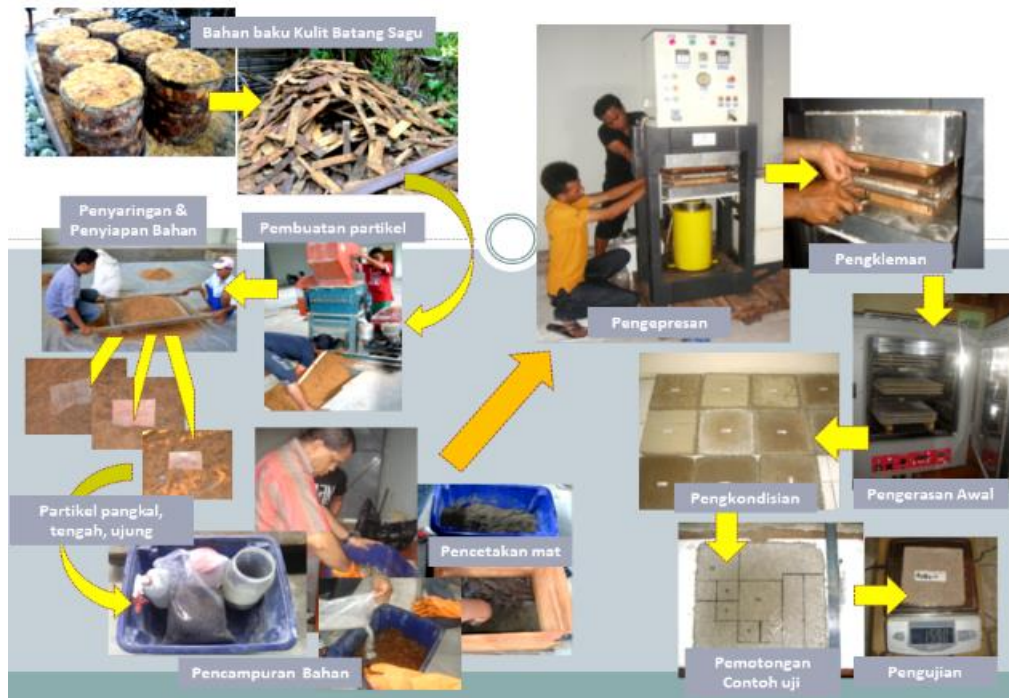 Bahan baku Kulit Batang Sagu
Pembuatan partikel
Penyaringan &
Penyiapan Bahan
Partikel pangkal,
tengah, ujung
Pencampuran Bahan
Pencetakan mat
Pengepresan
Pengkleman
Pengerasan Awal
Pengkondisian
Pemotongan
Contoh uji
Pengujian